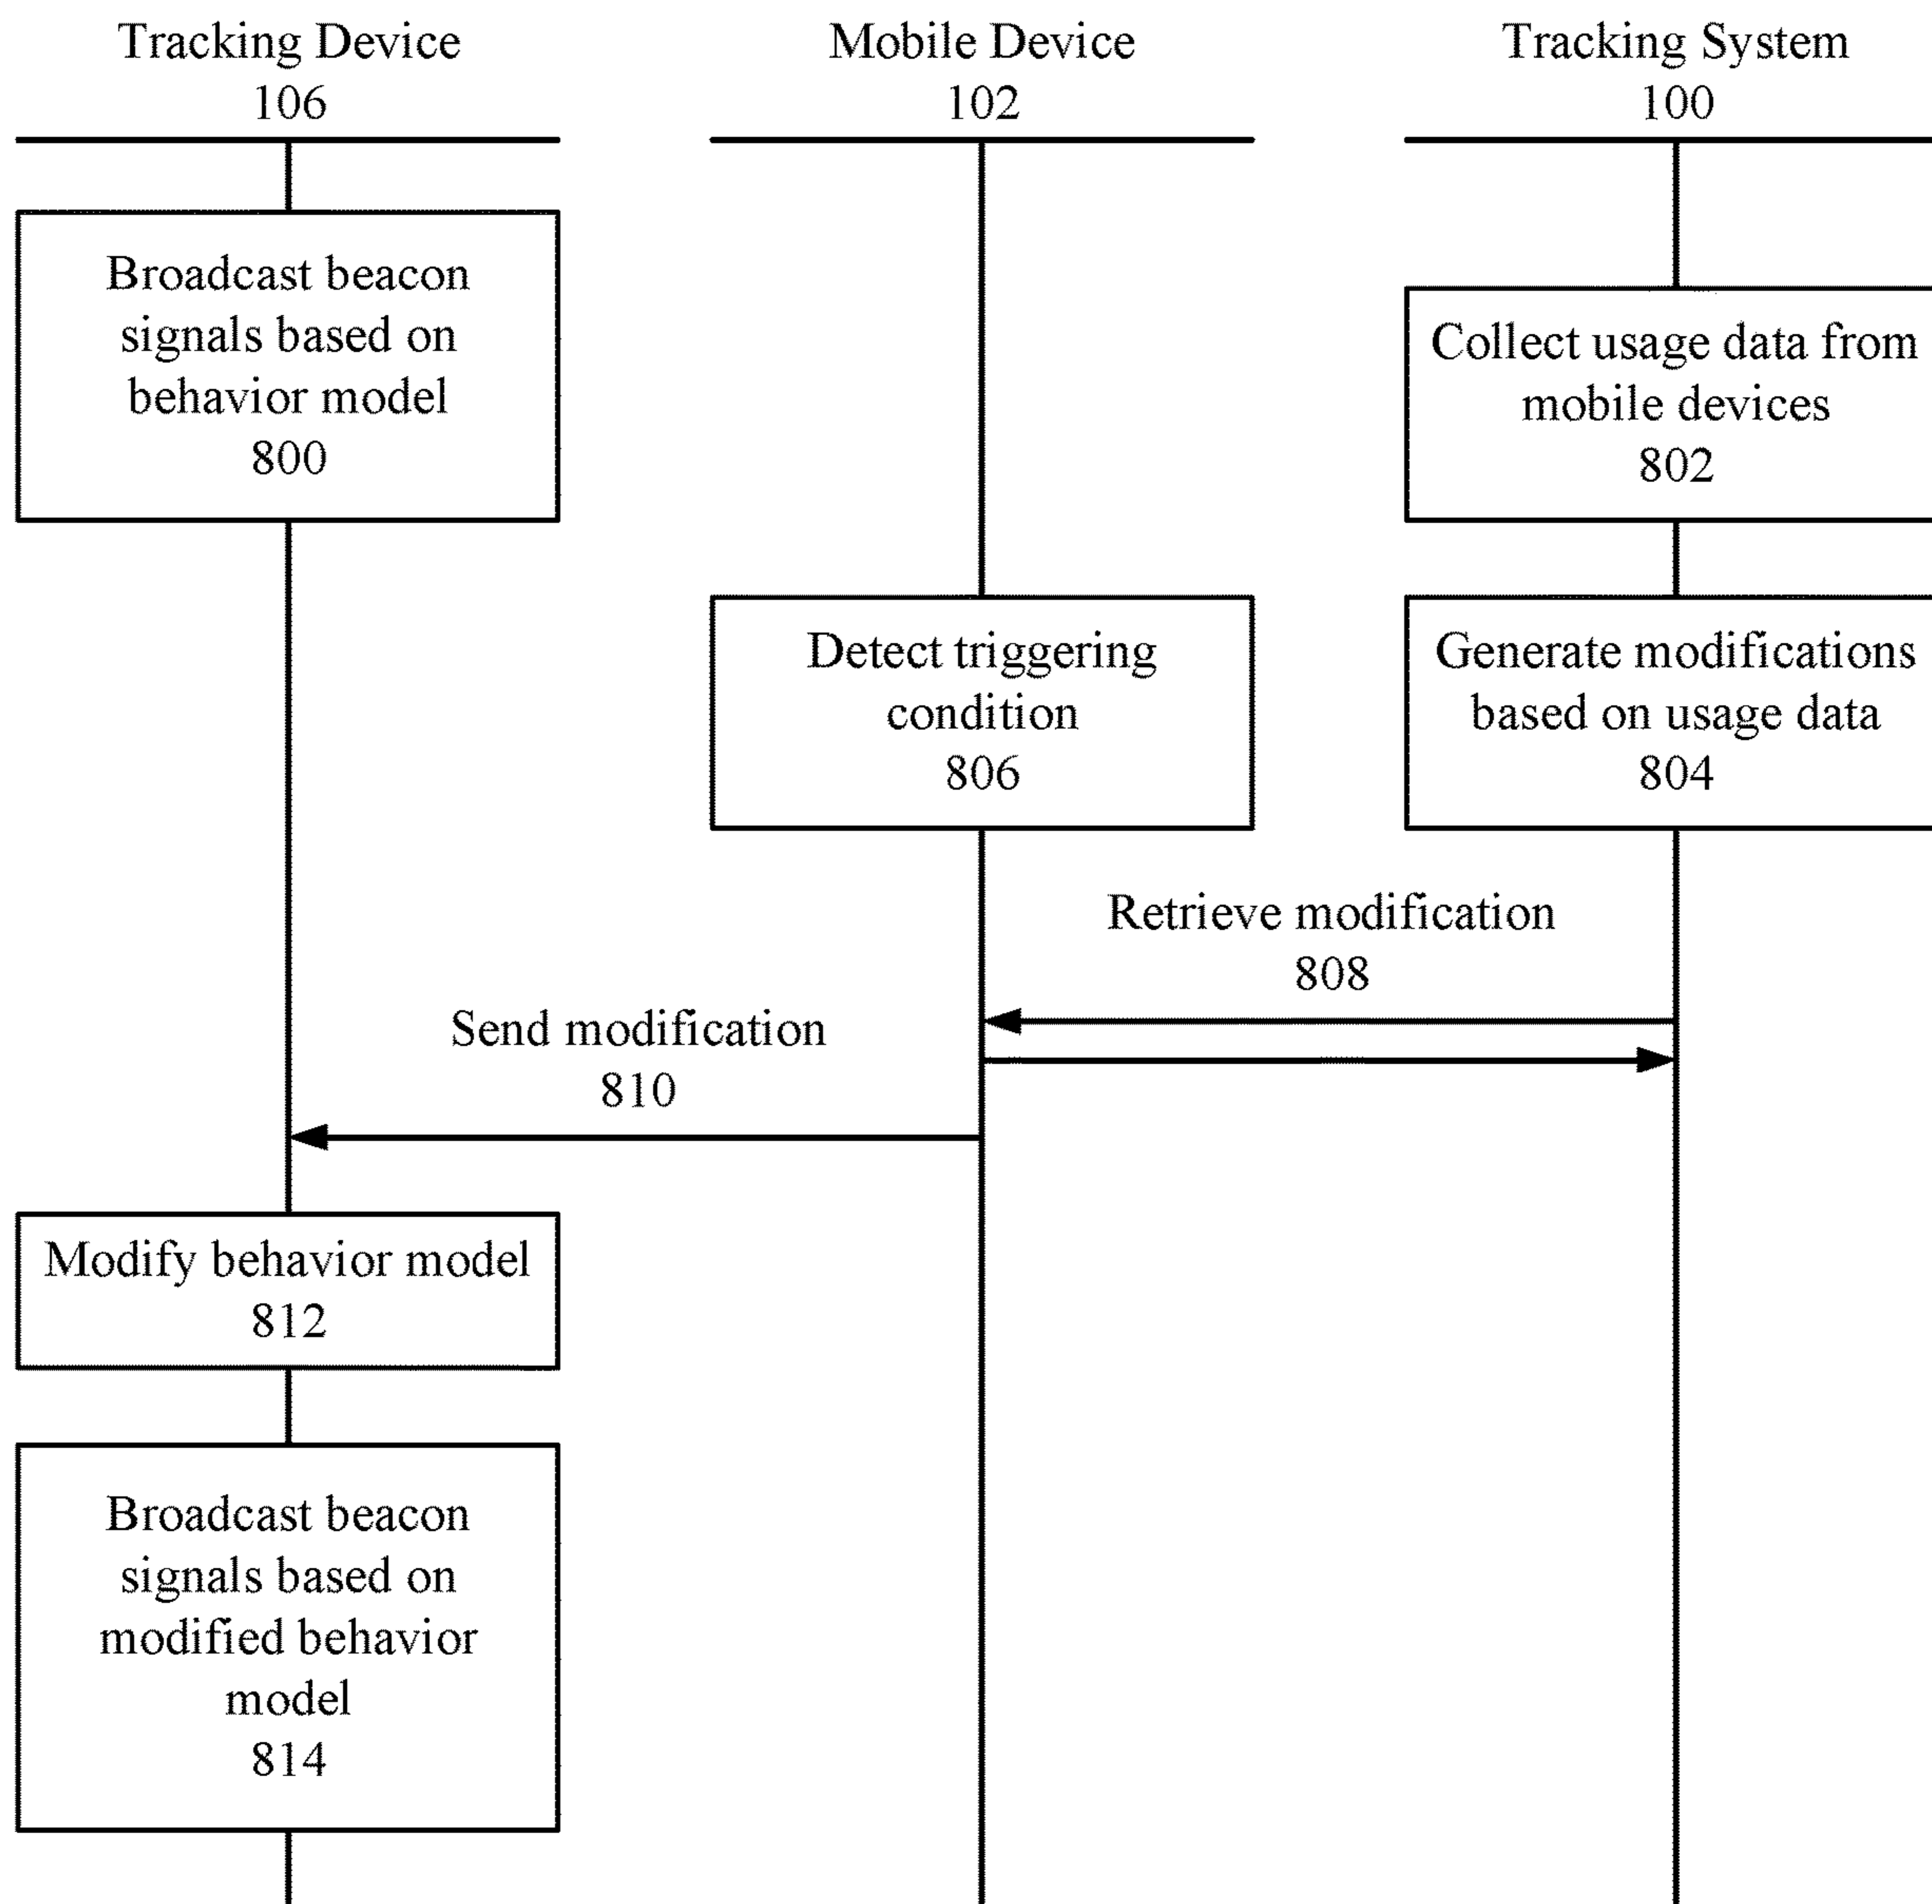 Tracking Device
106
Mobile Device
102
Tracking System
100
Broadcast beacon
signals based on
behavior model
800
Collect usage data from
mobile devices
802
Detect triggering
condition
806
Generate modifications
based on usage data
804
Retrieve modification
808
Send modification
810
Modify behavior model
812
Broadcast beacon
signals based on
modified behavior
model
814